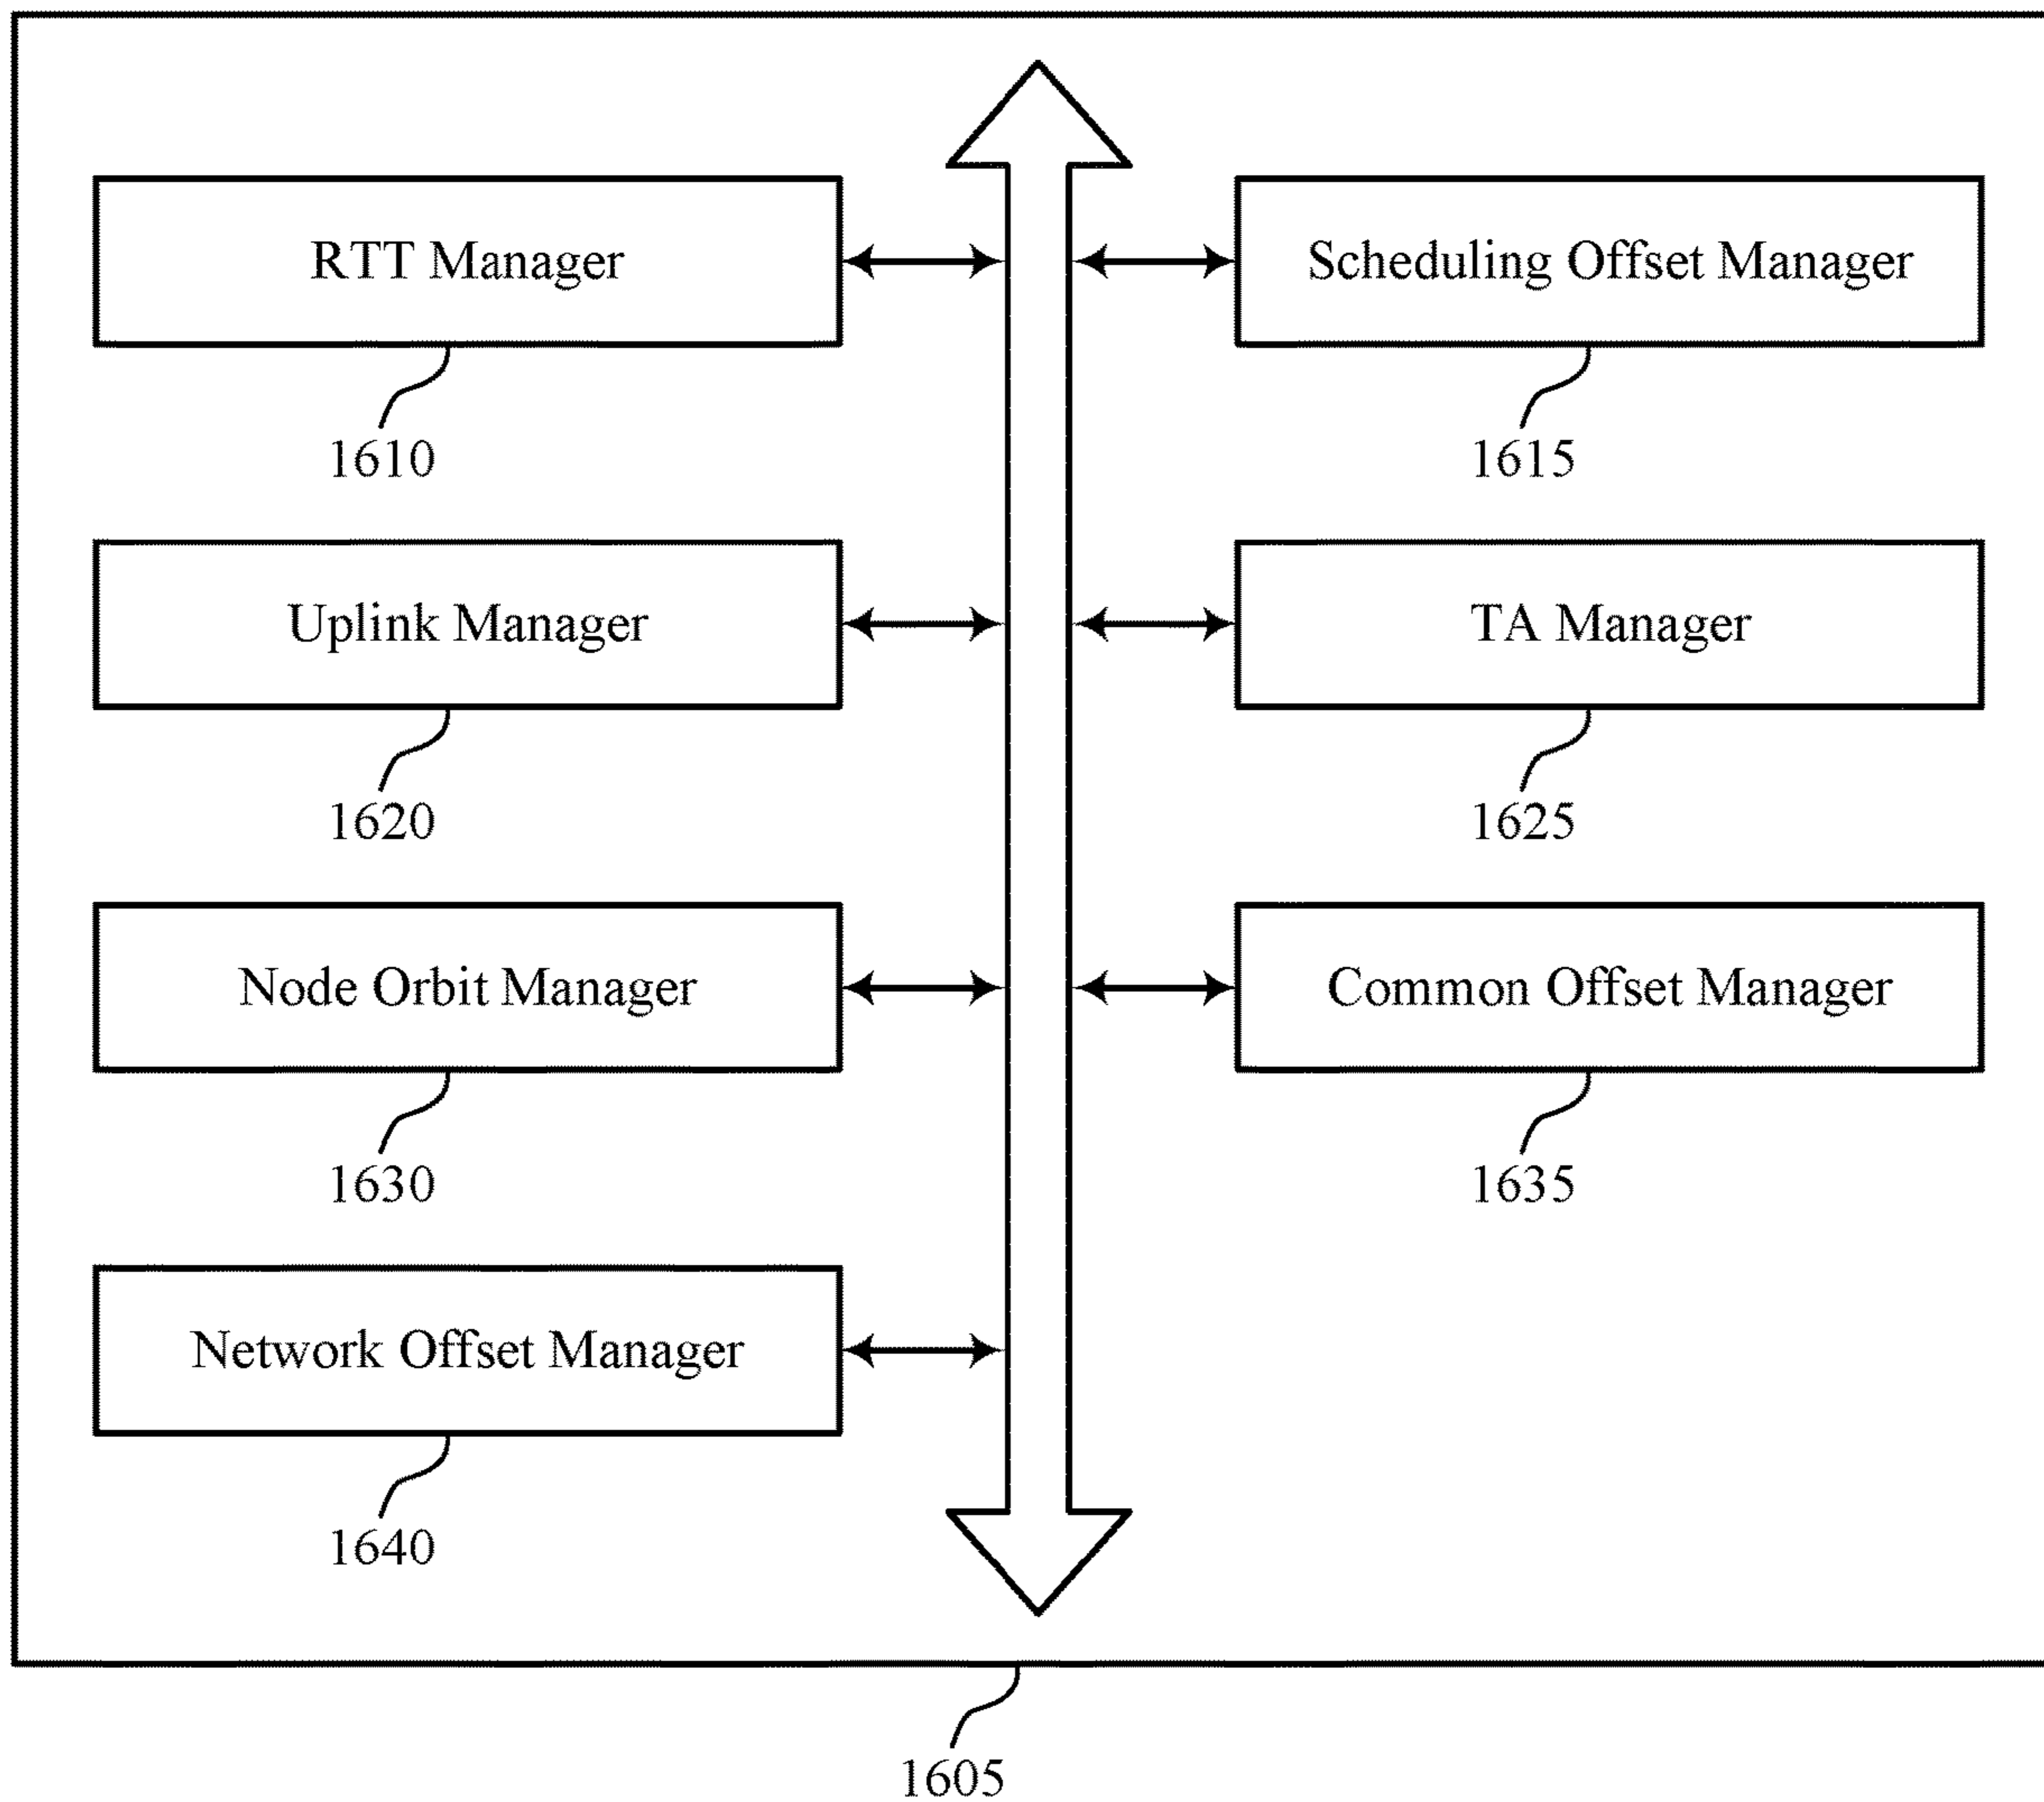 RTT Manager
Scheduling Offset Manager
1610
1615
Uplink Manager
TA Manager
1620
1625
Node Orbit Manager
Common Offset Manager
1630
1635
Network Offset Manager
1640
1605